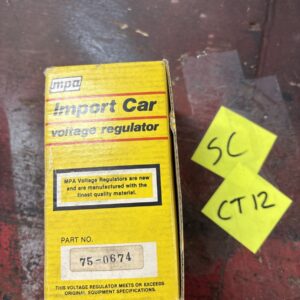 mpa
Import Car
voltage regulator
MPA Voltage Regulators are new
and are manufactured with the
finest quality material.
PART NO.
75-0674
THIS VOLTAGE REGULATOR MEETS OR EXCEEDS
ORIGINAL EQUIPMENT SPECIFICATIONS.
SC
CT12